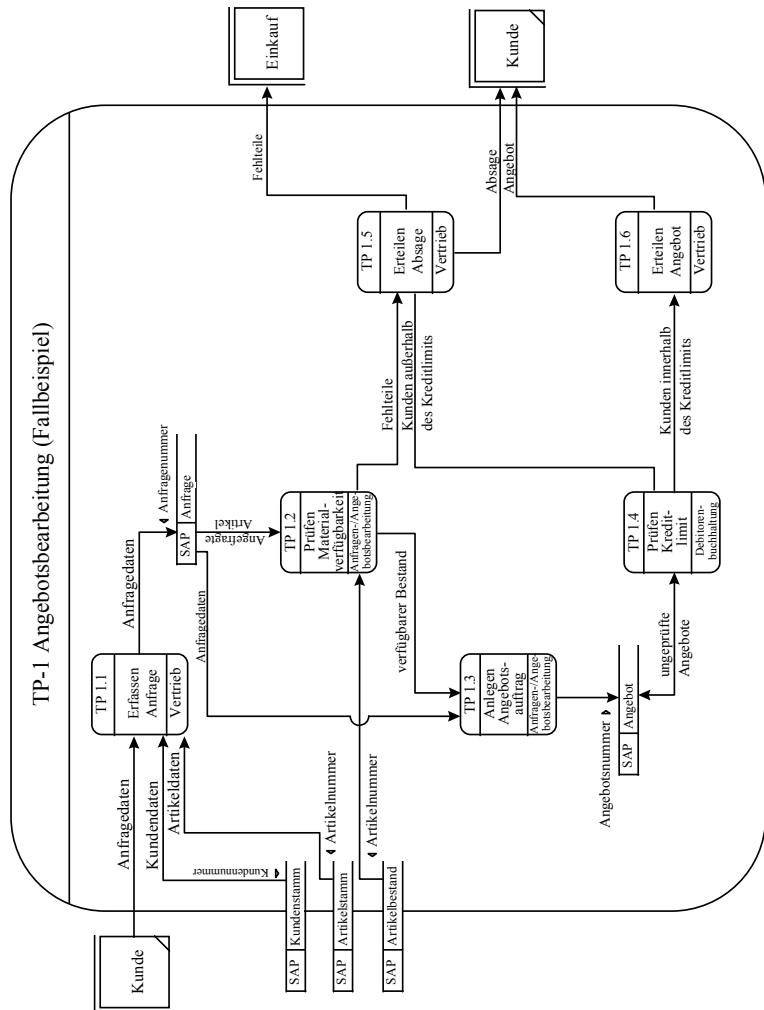 TP-1 Angebotsbearbeitung (Fallbeispiel)
Kunde
Anfragedaten
Kundendaten
Artikeldaten
Kundennummer
SAP
Kundenstamm
SAP
Artikelstamm
Artikelnummer
SAP
Artikelbestand
Artikelnummer
TP 1.1
Erfassen
Anfrage
Vertrieb
Anfragedaten
Anfragenummer
SAP
Anfrage
Anfragedaten
Angefragte
Artikel
TP 1.2
Prüfen
Material-
verfügbarkeit
Anfragen-/Ange-
botsbearbeitung
verfügbarer Bestand
TP 1.3
Anlegen
Angebots-
auftrag
Anfragen-/Ange-
botsbearbeitung
Angebotsnummer
SAP
Angebot
ungeprüfte
Angebote
TP 1.4
Prüfen
Kredit-
limit
Debitoren-
buchhaltung
Fehlteile
Kunden außerhalb
des Kreditlimits
Kunden innerhalb
des Kreditlimits
TP 1.5
Erteilen
Absage
Vertrieb
TP 1.6
Erteilen
Angebot
Vertrieb
Fehlteile
Absage
Angebot
Einkauf
Kunde